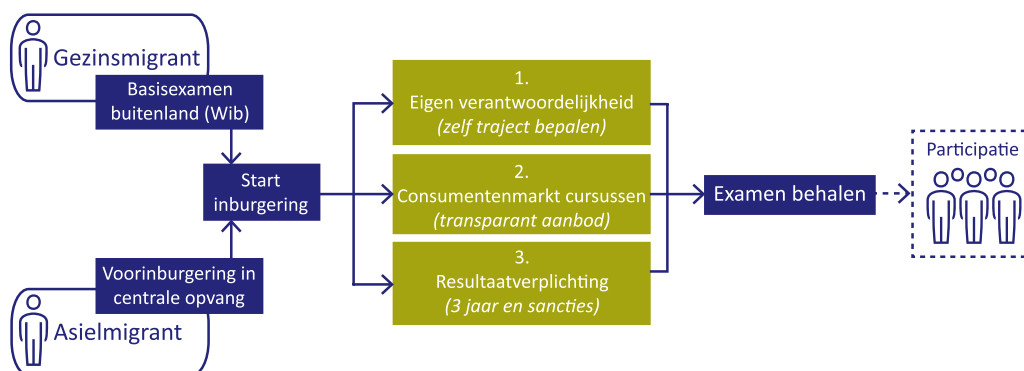 Gezinsmigrant
Basisexamen
buitenland (Wib)
Start
inburgering
Voorinburgering in
centrale opvang
Asielmigrant
1.
Eigen verantwoordelijkheid
(zelf traject bepalen)
2.
Consumentenmarkt cursussen
(transparant aanbod)
3.
Resultaatverplichting
(3 jaar en sancties)
Examen behalen
Participatie